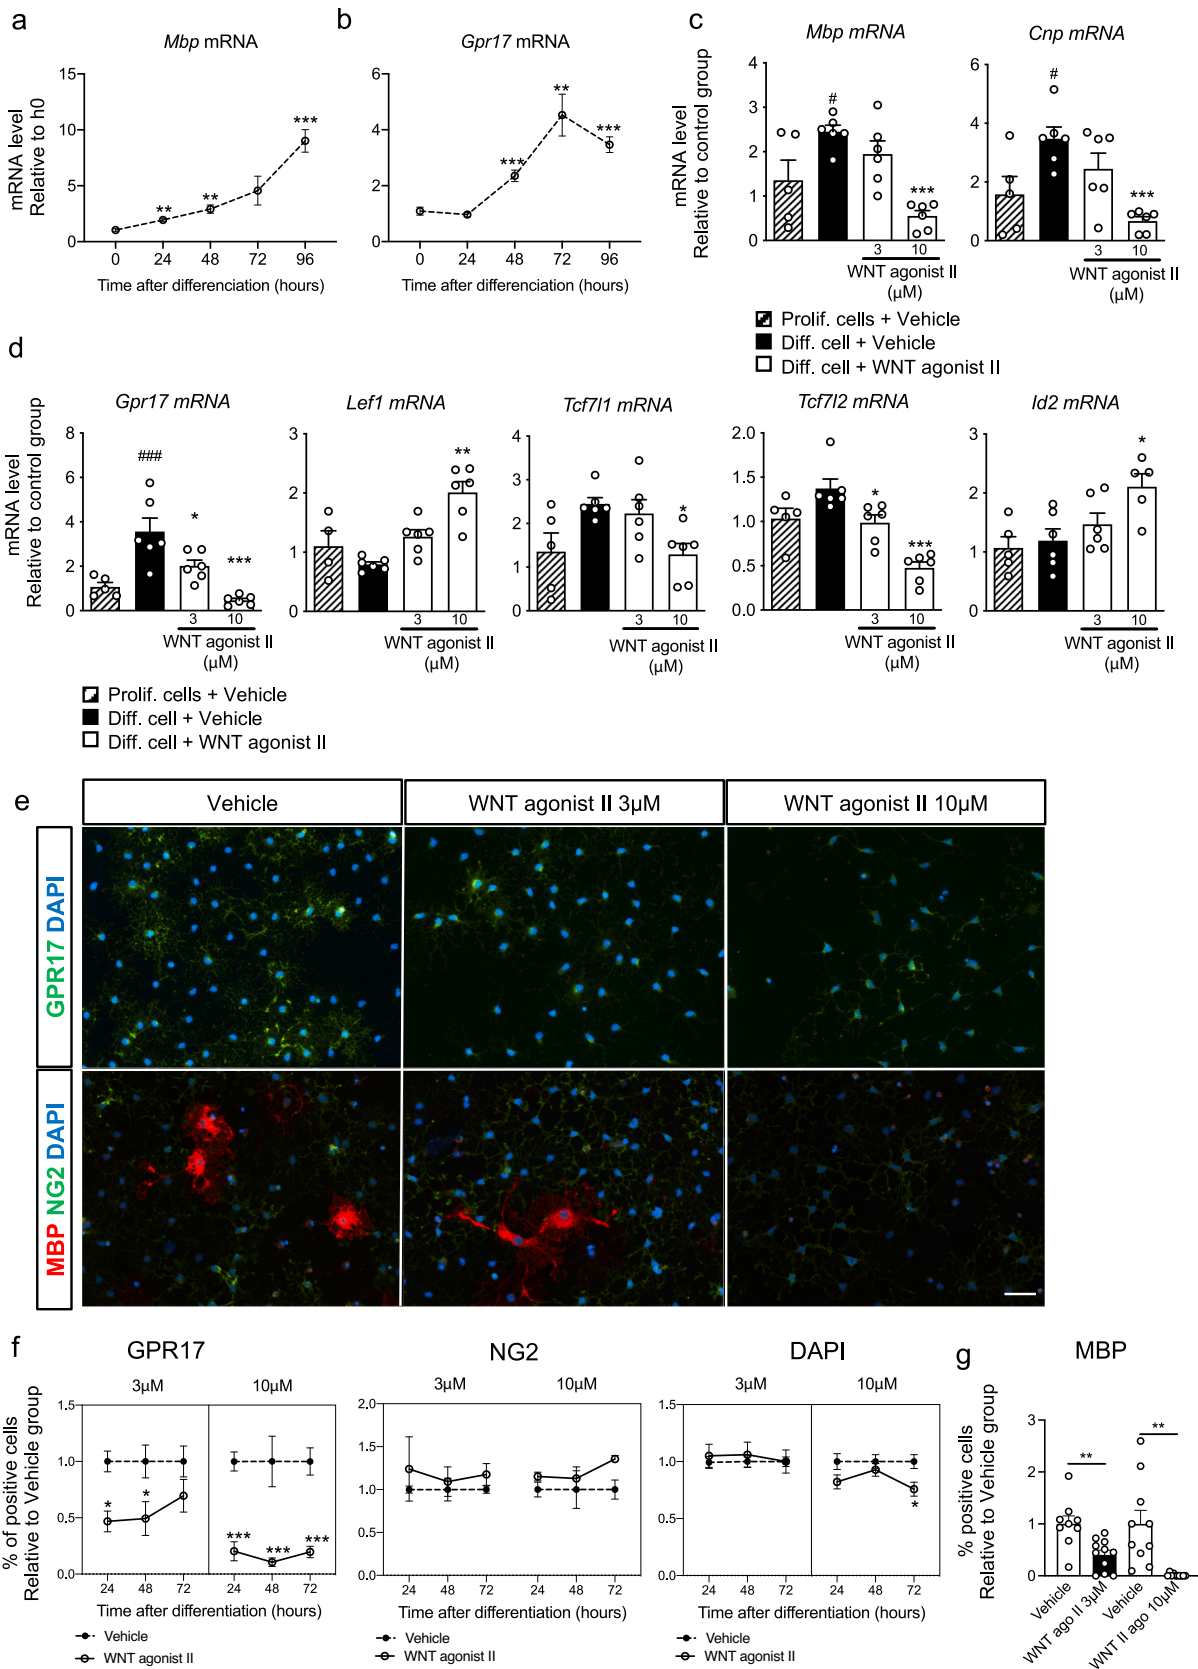 a
Mbp mRNA
mRNA level
Relative to h0
15
10
5
0
**
**
***
0 24 48 72 96
Time after differenciation (hours)
b
Gpr17 mRNA
6
4
2
0
***
**
***
0 24 48 72 96
Time after differenciation (hours)
c
Mbp mRNA
mRNA level
Relative to control group
4
3
2
1
0
#
***
3 10
WNT agonist II
(µM)
Cnp mRNA
6
4
2
0
#
***
3 10
WNT agonist II
(µM)
Prolif. cells + Vehicle
Diff. cell + Vehicle
Diff. cell + WNT agonist II
d
Gpr17 mRNA
mRNA level
Relative to control group
8
6
4
2
0
###
*
***
3 10
WNT agonist II
(µM)
Lef1 mRNA
3
2
1
0
**
3 10
WNT agonist II
(µM)
Tcf7l1 mRNA
4
3
2
1
0
*
3 10
WNT agonist II
(µM)
Tcf7l2 mRNA
2.0
1.5
1.0
0.5
0.0
*
***
3 10
WNT agonist II
(µM)
Id2 mRNA
3
2
1
0
*
3 10
WNT agonist II
(µM)
Prolif. cells + Vehicle
Diff. cell + Vehicle
Diff. cell + WNT agonist II
e
Vehicle
WNT agonist II 3µM
WNT agonist II 10µM
GPR17 DAPI
MBP NG2 DAPI
f
GPR17
3µM 10µM
% of positive cells
Relative to Vehicle group
1.5
1.0
0.5
0.0
*
*
***
***
***
24 48 72 24 48 72
Time after differentiation (hours)
Vehicle
WNT agonist II
NG2
3µM 10µM
2.0
1.5
1.0
0.5
0.0
24 48 72 24 48 72
Time after differentiation (hours)
Vehicle
WNT agonist II
DAPI
3µM 10µM
1.5
1.0
0.5
0.0
*
24 48 72 24 48 72
Time after differentiation (hours)
Vehicle
WNT agonist II
g
MBP
% positive cells
Relative to Vehicle group
3
2
1
0
**
**
Vehicle
WNT ago II 3µM
Vehicle
WNT II ago 10µM